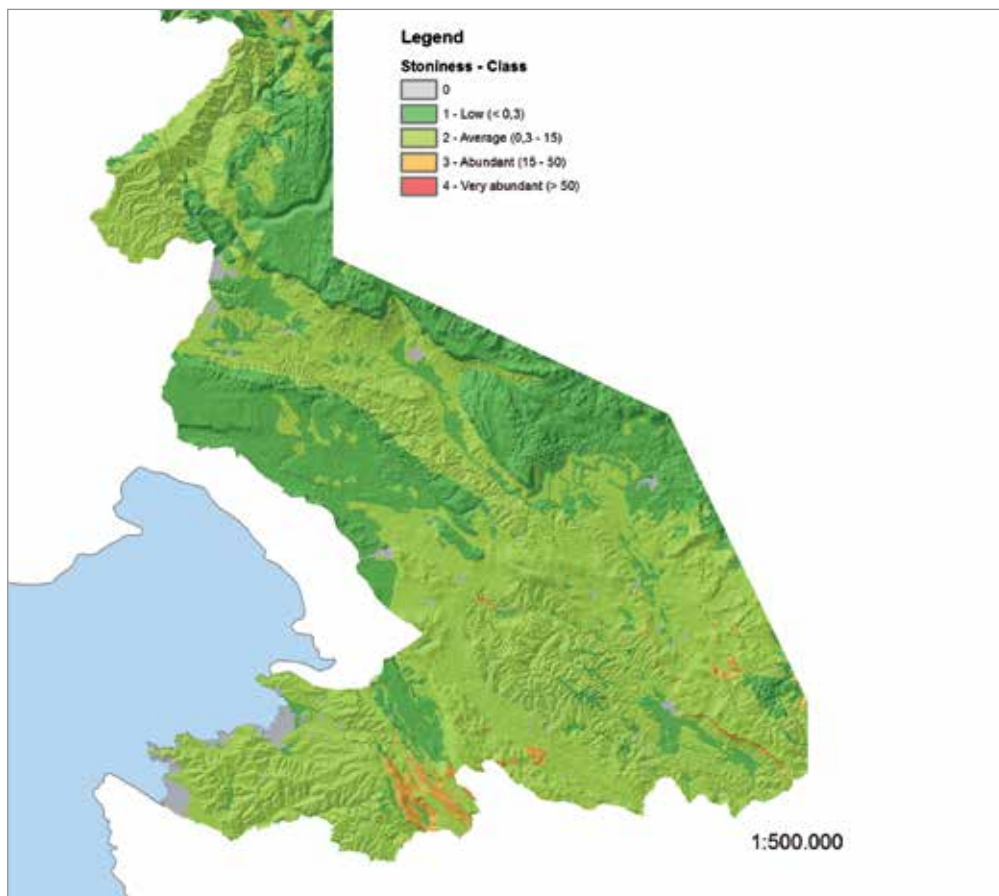 Legend
Stoniness - Class
0
1 - Low (< 0,3)
2 - Average (0,3 - 15)
3 - Abundant (15 - 50)
4 - Very abundant (> 50)
1:500.000